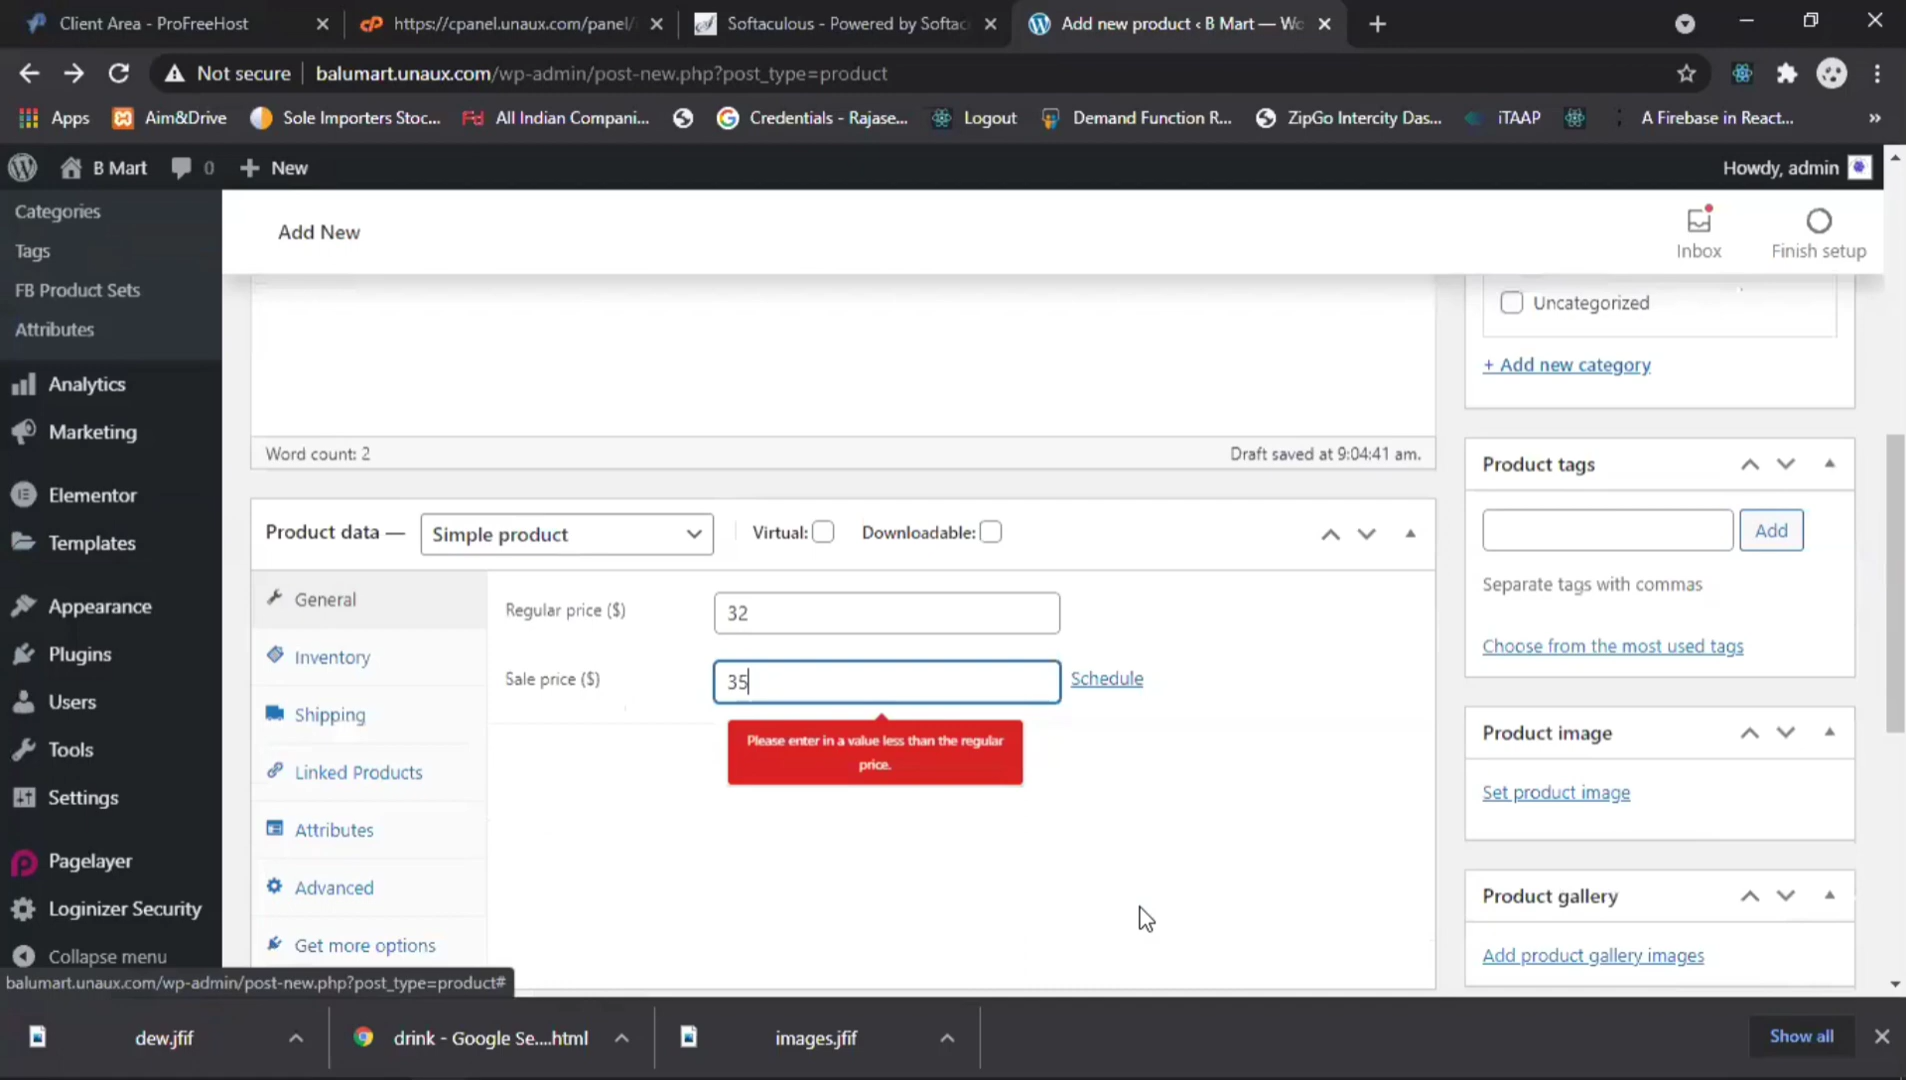 Client Area - ProFreeHost
https://cpanel.unaux.com/panel/
Softaculous - Powered by Softac
Add new product ‹ B Mart — Wo
Not secure
balumart.unaux.com/wp-admin/post-new.php?post_type=product
Apps
Aim&Drive
Sole Importers Stoc...
All Indian Compani...
Credentials - Rajase...
Logout
Demand Function R...
ZipGo Intercity Das...
iTAAP
A Firebase in React...
»
B Mart
0
New
Howdy, admin
Categories
Tags
FB Product Sets
Attributes
Analytics
Marketing
Elementor
Templates
Appearance
Plugins
Users
Tools
Settings
Pagelayer
Loginizer Security
Collapse menu
Add New
Inbox
Finish setup
Word count: 2
Draft saved at 9:04:41 am.
Product data —
Simple product
Virtual:
Downloadable:
General
Inventory
Shipping
Linked Products
Attributes
Advanced
Get more options
Regular price ($)
32
Sale price ($)
35
Schedule
Please enter in a value less than the regular
price.
Uncategorized
+ Add new category
Product tags
Add
Separate tags with commas
Choose from the most used tags
Product image
Set product image
Product gallery
Add product gallery images
balumart.unaux.com/wp-admin/post-new.php?post_type=product#
dew.jfif
drink - Google Se....html
images.jfif
Show all